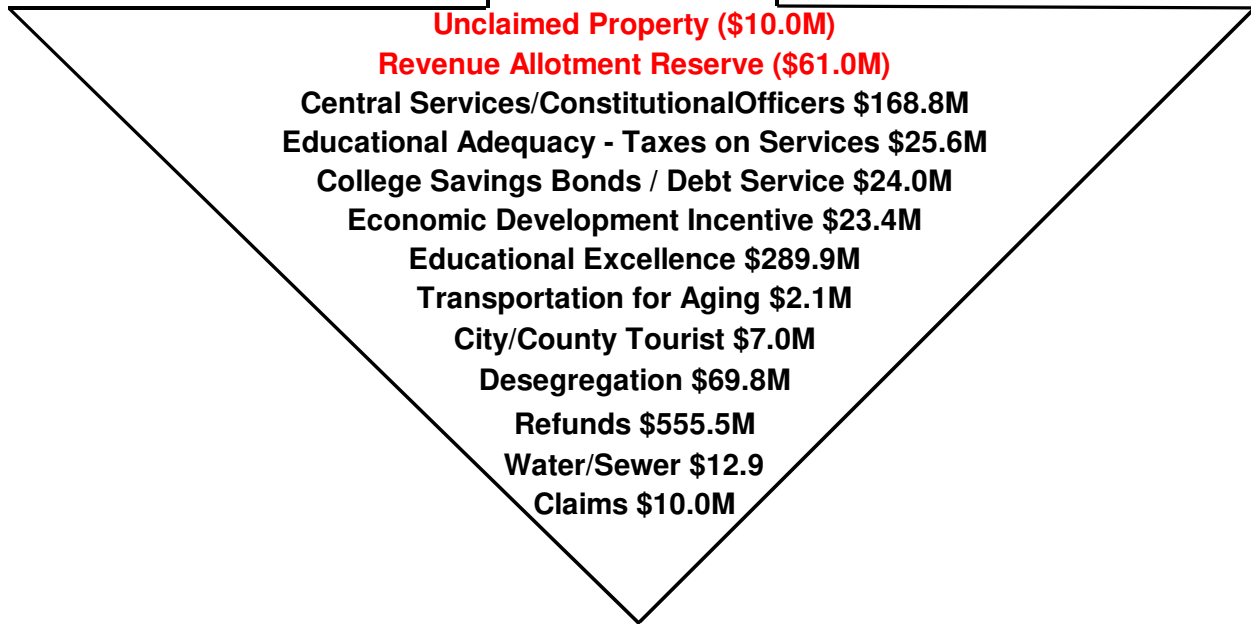 Unclaimed Property ($10.0M)
Revenue Allotment Reserve ($61.0M)
Central Services/ConstitutionalOfficers $168.8M
Educational Adequacy - Taxes on Services $25.6M
College Savings Bonds / Debt Service $24.0M
Economic Development Incentive $23.4M
Educational Excellence $289.9M
Transportation for Aging $2.1M
City/County Tourist $7.0M
Desegregation $69.8M
Refunds $555.5M
Water/Sewer $12.9
Claims $10.0M